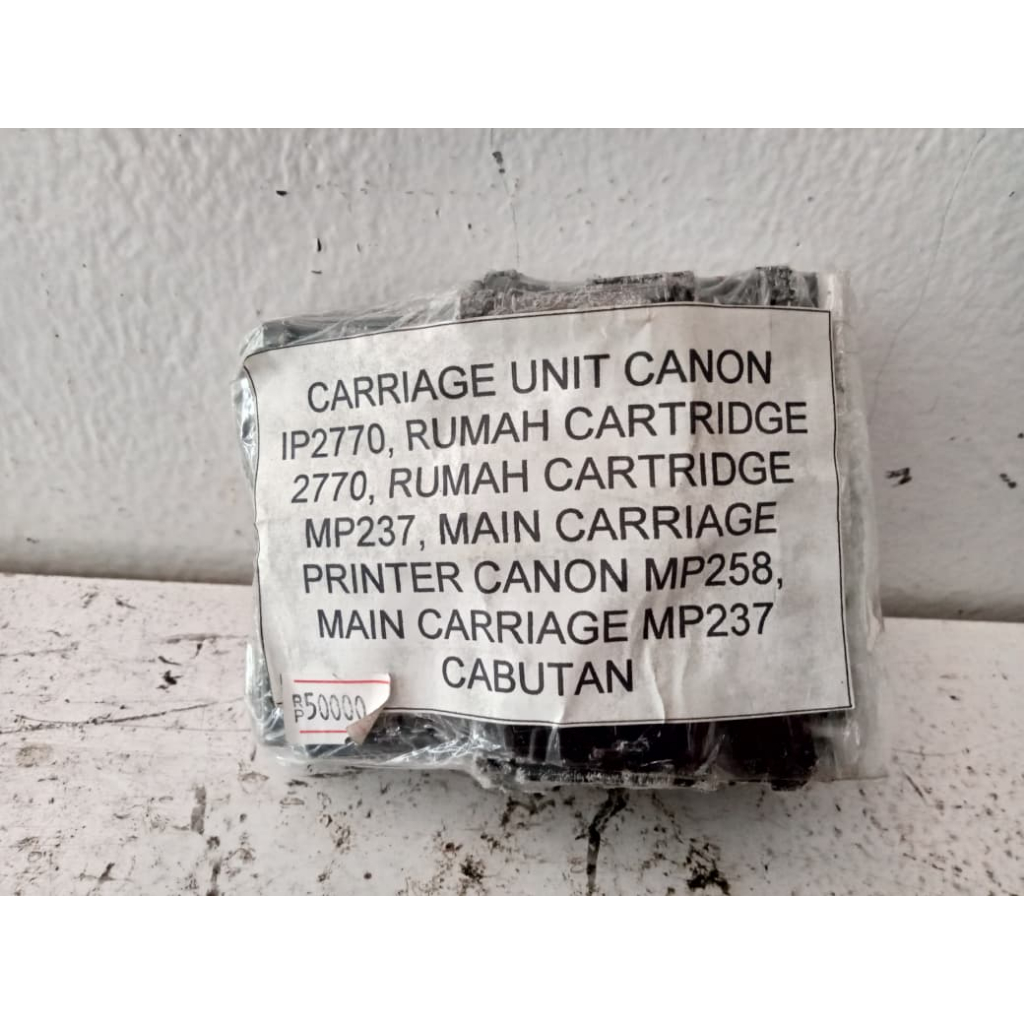 CARRIAGE UNIT CANON
IP2770, RUMAH CARTRIDGE
2770, RUMAH CARTRIDGE
MP237, MAIN CARRIAGE
PRINTER CANON MP258,
MAIN CARRIAGE MP237
CABUTAN
RP50000